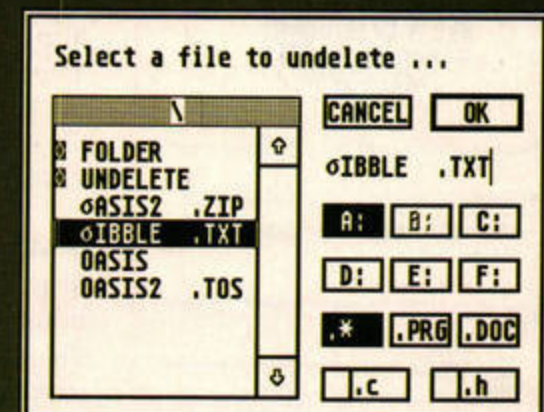 Select a file to undelete ...
\
CANCEL OK
FOLDER
UNDELETE
σASIS2 .ZIP
σIBBLE .TXT
OASIS
OASIS2 .TOS
σIBBLE .TXT
A: B: C:
D: E: F:
.* .PRG .DOC
.c .h